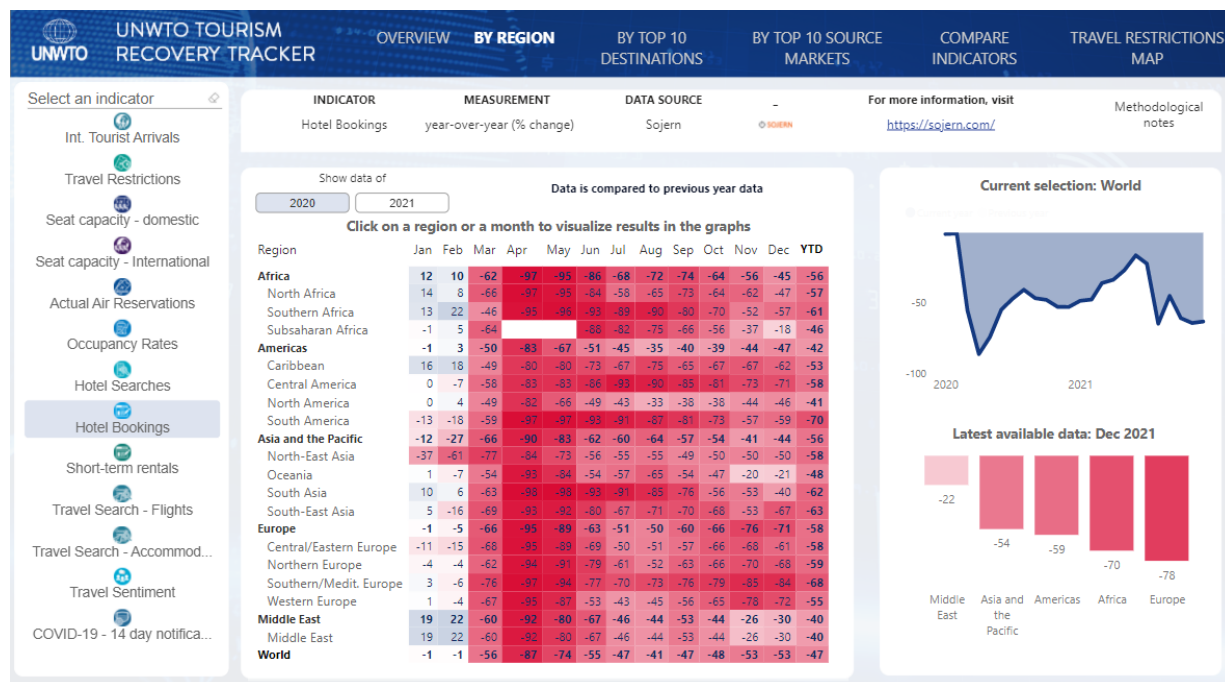 UNWTO
UNWTO TOURISM
RECOVERY TRACKER
OVERVIEW
BY REGION
BY TOP 10
DESTINATIONS
BY TOP 10 SOURCE
MARKETS
COMPARE
INDICATORS
TRAVEL RESTRICTIONS
MAP
Select an indicator
Int. Tourist Arrivals
Travel Restrictions
Seat capacity - domestic
Seat capacity - International
Actual Air Reservations
Occupancy Rates
Hotel Searches
Hotel Bookings
Short-term rentals
Travel Search - Flights
Travel Search - Accommod...
Travel Sentiment
COVID-19 - 14 day notifica...
INDICATOR MEASUREMENT DATA SOURCE _ For more information, visit
Hotel Bookings year-over-year (% change) Sojern SOJERN https://sojern.com/
Methodological
notes
Show data of
2020 2021
Data is compared to previous year data
Click on a region or a month to visualize results in the graphs
Region Jan Feb Mar Apr May Jun Jul Aug Sep Oct Nov Dec YTD
Africa 12 10 -62 -97 -95 -86 -68 -72 -74 -64 -56 -45 -56
North Africa 14 8 -66 -97 -95 -84 -58 -65 -73 -64 -62 -47 -57
Southern Africa 13 22 -46 -95 -96 -93 -89 -90 -80 -70 -52 -57 -61
Subsaharan Africa -1 5 -64 -88 -82 -75 -66 -56 -37 -18 -46
Americas -1 3 -50 -83 -67 -51 -45 -35 -40 -39 -44 -47 -42
Caribbean 16 18 -49 -80 -80 -73 -67 -75 -65 -67 -67 -62 -53
Central America 0 -7 -58 -83 -83 -86 -93 -90 -85 -81 -73 -71 -58
North America 0 4 -49 -82 -66 -49 -43 -33 -38 -38 -44 -46 -41
South America -13 -18 -59 -97 -97 -93 -91 -87 -81 -73 -57 -59 -70
Asia and the Pacific -12 -27 -66 -90 -83 -62 -60 -64 -57 -54 -41 -44 -56
North-East Asia -37 -61 -77 -84 -73 -56 -55 -55 -49 -50 -50 -50 -58
Oceania 1 -7 -54 -93 -84 -54 -57 -65 -54 -47 -20 -21 -48
South Asia 10 6 -63 -98 -98 -93 -91 -85 -76 -56 -53 -40 -62
South-East Asia 5 -16 -69 -93 -92 -80 -67 -71 -70 -68 -53 -67 -63
Europe -1 -5 -66 -95 -89 -63 -51 -50 -60 -66 -76 -71 -58
Central/Eastern Europe -11 -15 -68 -95 -89 -69 -50 -51 -57 -66 -68 -61 -58
Northern Europe -4 -4 -62 -94 -91 -79 -61 -52 -63 -66 -70 -68 -59
Southern/Medit. Europe 3 -6 -76 -97 -94 -77 -70 -73 -76 -79 -85 -84 -68
Western Europe 1 -4 -67 -95 -87 -53 -43 -45 -56 -65 -78 -72 -55
Middle East 19 22 -60 -92 -80 -67 -46 -44 -53 -44 -26 -30 -40
Middle East 19 22 -60 -92 -80 -67 -46 -44 -53 -44 -26 -30 -40
World -1 -1 -56 -87 -74 -55 -47 -41 -47 -48 -53 -53 -47
Current selection: World
-50
-100
2020 2021
Latest available data: Dec 2021
-22
-54
-59
-70
-78
Middle
East
Asia and
the
Pacific
Americas
Africa
Europe